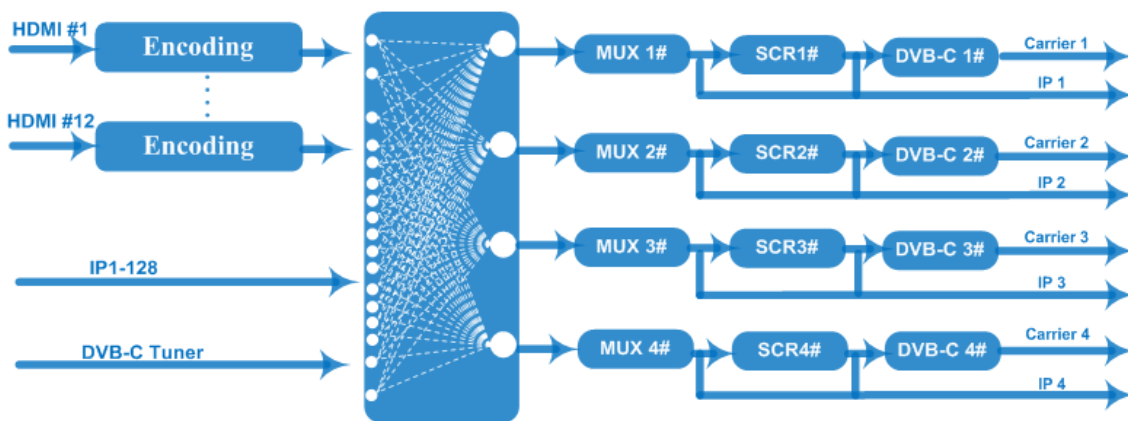 HDMI #1
Encoding
HDMI #12
Encoding
IP1-128
DVB-C Tuner
MUX 1#
SCR1#
DVB-C 1#
Carrier 1
IP 1
MUX 2#
SCR2#
DVB-C 2#
Carrier 2
IP 2
MUX 3#
SCR3#
DVB-C 3#
Carrier 3
IP 3
MUX 4#
SCR4#
DVB-C 4#
Carrier 4
IP 4